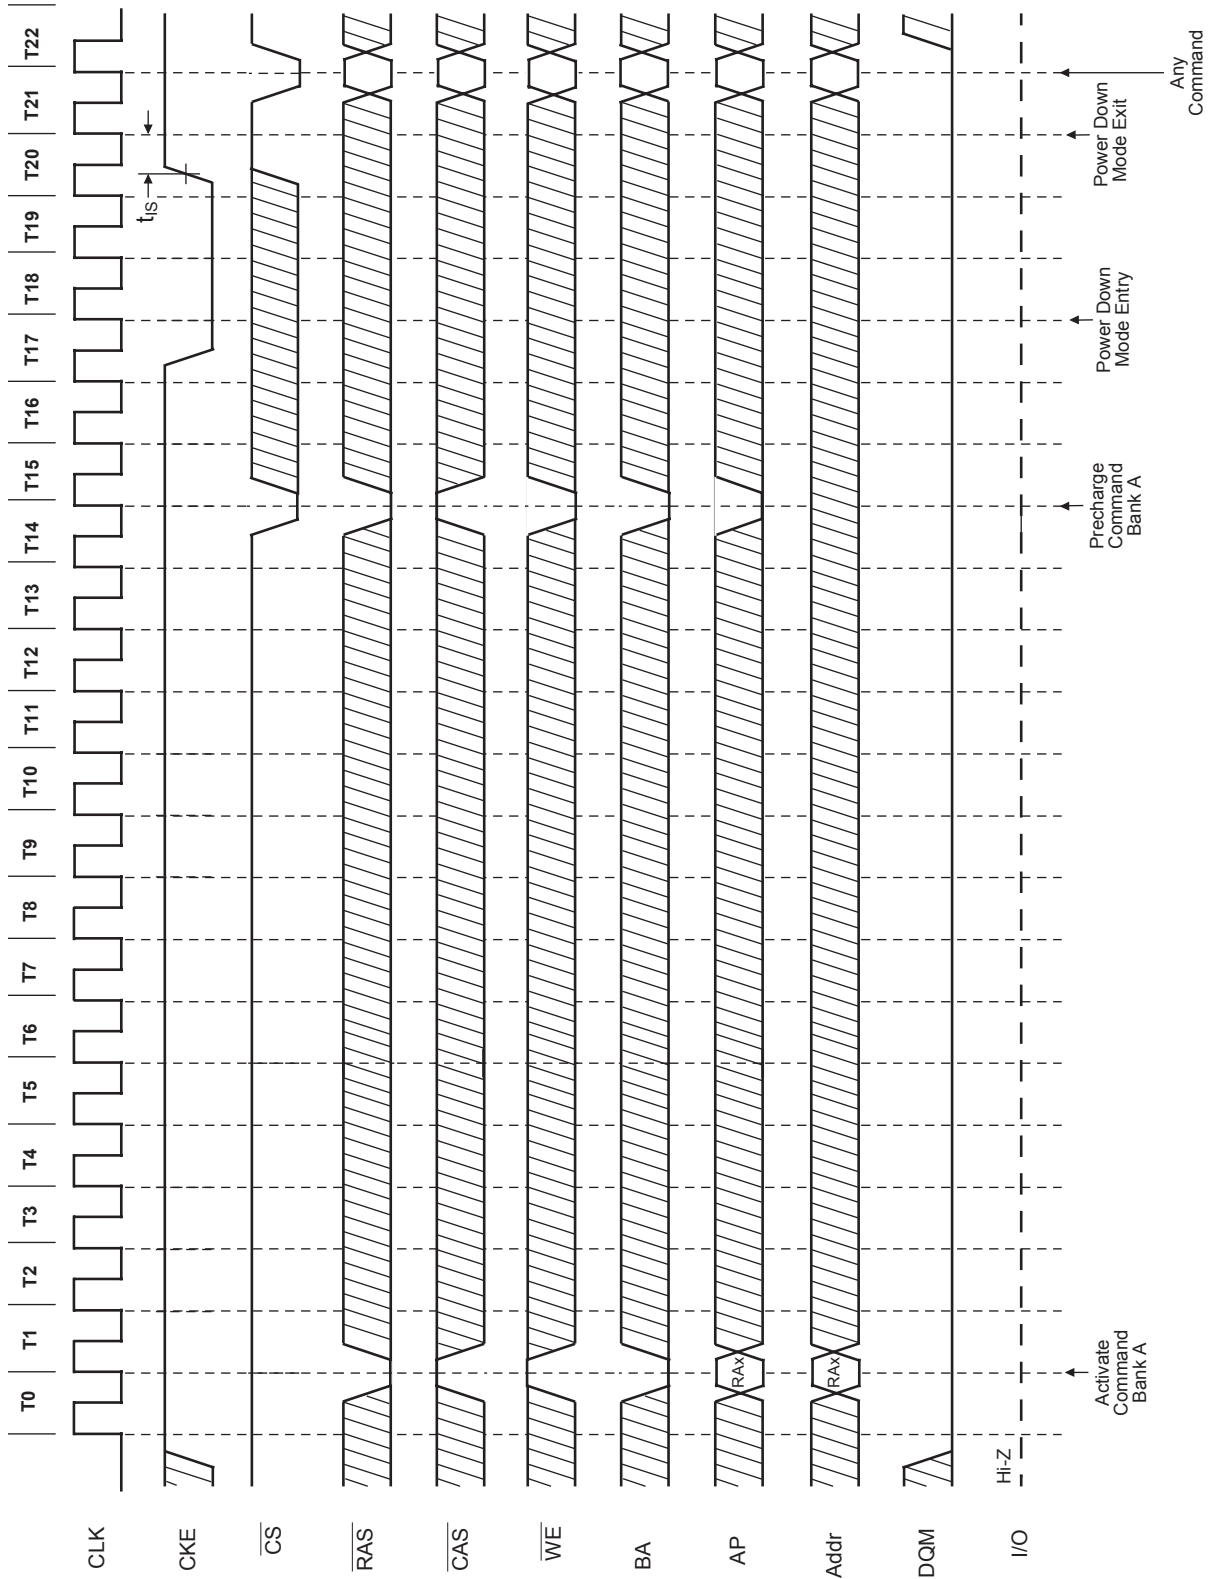 T0 T1 T2 T3 T4 T5 T6 T7 T8 T9 T10 T11 T12 T13 T14 T15 T16 T17 T18 T19 T20 T21 T22
CLK
CKE
tIS
CS
RAS
CAS
WE
BA
AP
RAx
Addr
RAx
DQM
I/O
Hi-Z
Activate
Command
Bank A
Precharge
Command
Bank A
Power Down
Mode Entry
Power Down
Mode Exit
Any
Command